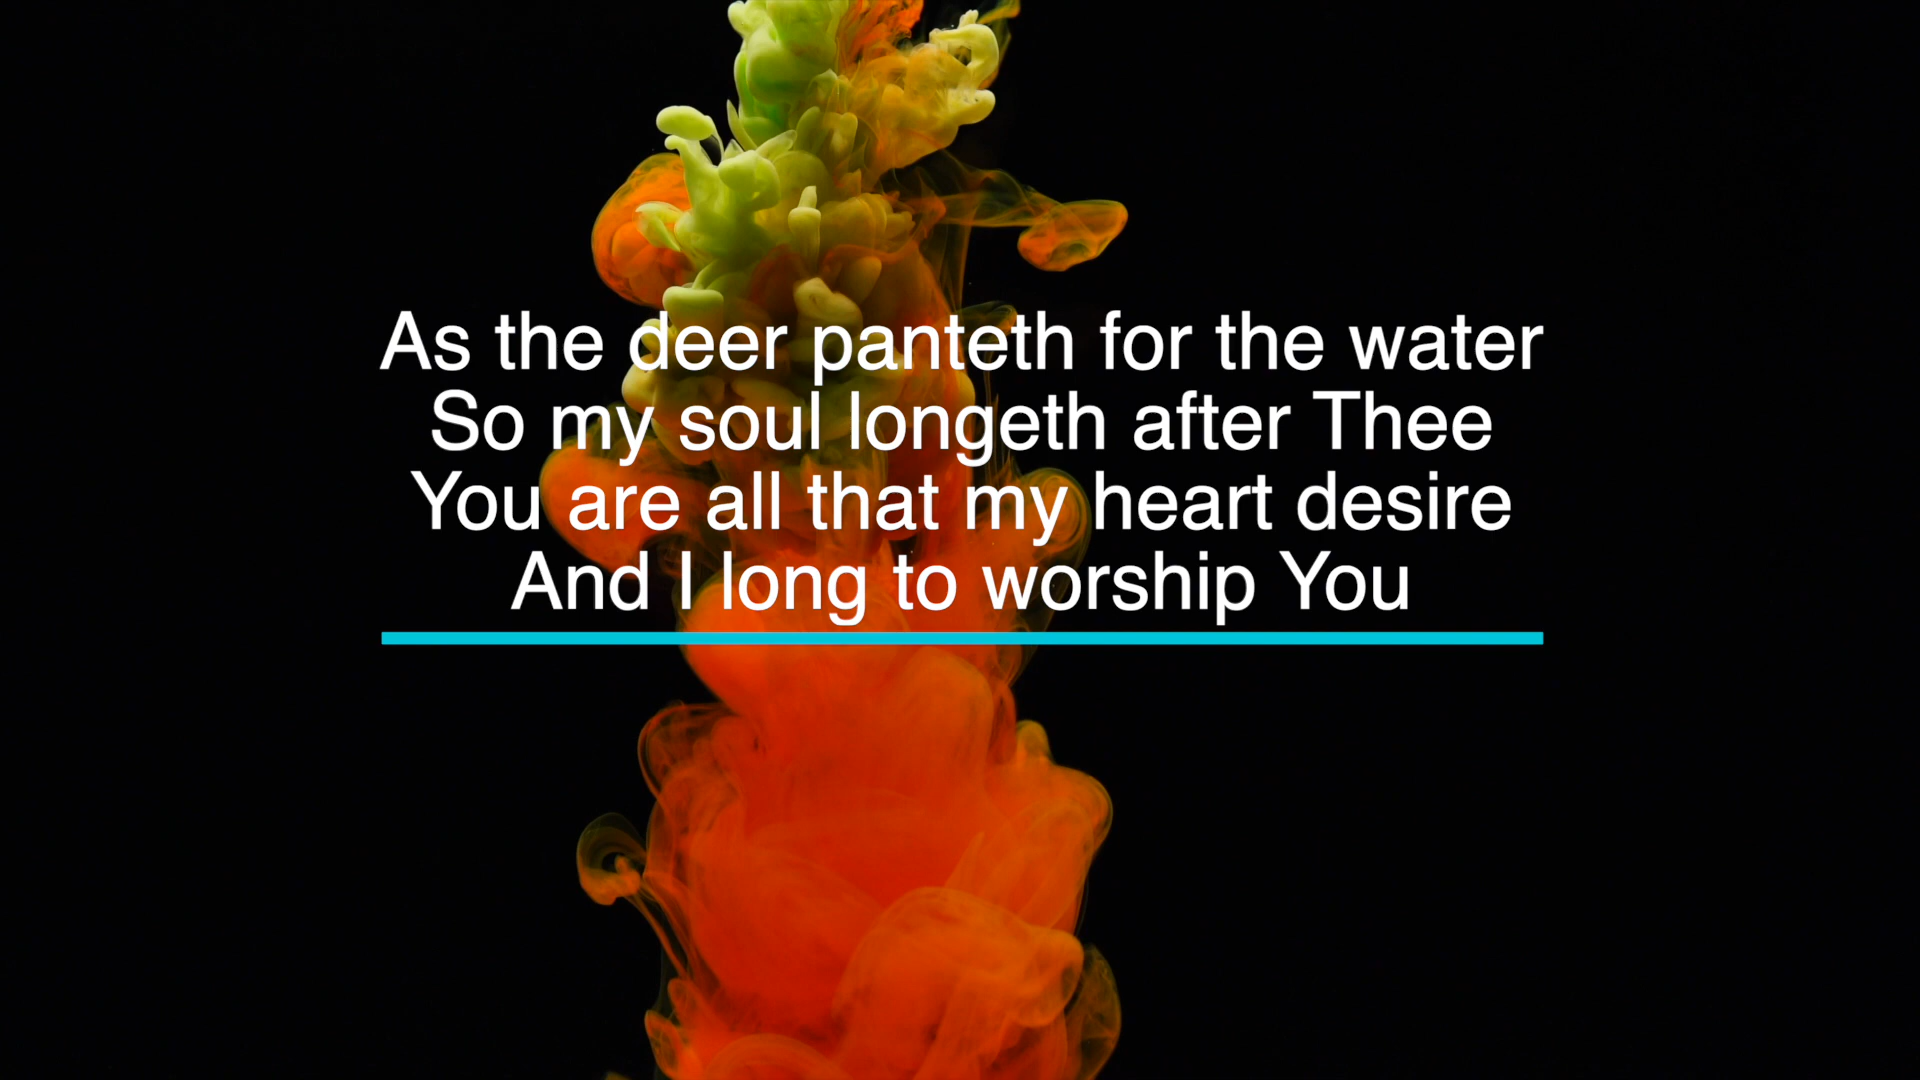 As the deer panteth for the water
So my soul longeth after Thee
You are all that my heart desire
And I long to worship You